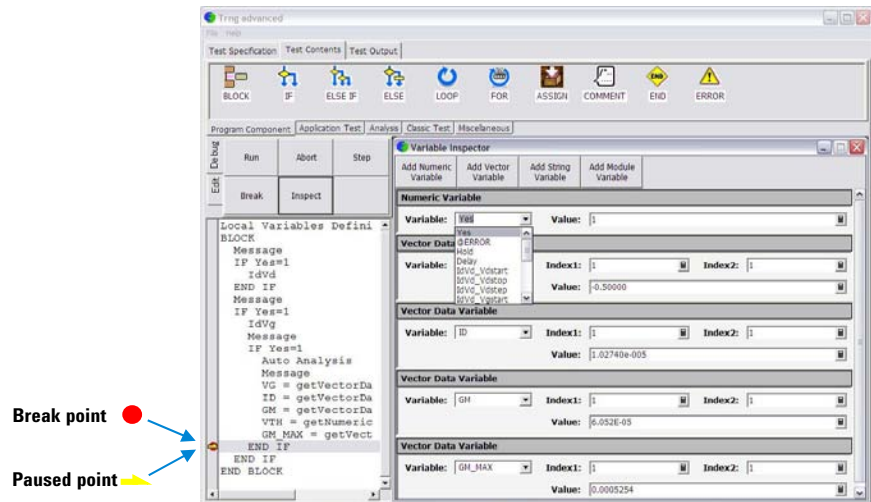 Trng advanced
File Help
Test Specification Test Contents Test Output
BLOCK IF ELSE IF ELSE LOOP FOR ASSIGN COMMENT END ERROR
END
Program Component Application Test Analysis Classic Test Miscelaneous
Debug
Edit
Run Abort Step
Break Inspect
Local Variables Defini
BLOCK
Message
IF Yes=1
IdVd
END IF
Message
IF Yes=1
IdVg
Message
IF Yes=1
Auto Analysis
Message
VG = getVectorDa
ID = getVectorDa
GM = getVectorDa
VTH = getNumeric
GM_MAX = getVect
END IF
END IF
END BLOCK
Break point
Paused point
Variable Inspector
Add Numeric Variable Add Vector Variable Add String Variable Add Module Variable
Numeric Variable
Variable: Yes Value: 1
Yes
@ERROR
Hold
Delay
IdVd_Vdstart
IdVd_Vdstop
IdVd_Vdstep
IdVd_Vgstart
Vector Data
Variable: Index1: 1 Index2: 1
Value: -0.50000
Vector Data Variable
Variable: ID Index1: 1 Index2: 1
Value: 1.02740e-005
Vector Data Variable
Variable: GM Index1: 1 Index2: 1
Value: 6.052E-05
Vector Data Variable
Variable: GM_MAX Index1: 1 Index2: 1
Value: 0.0005254